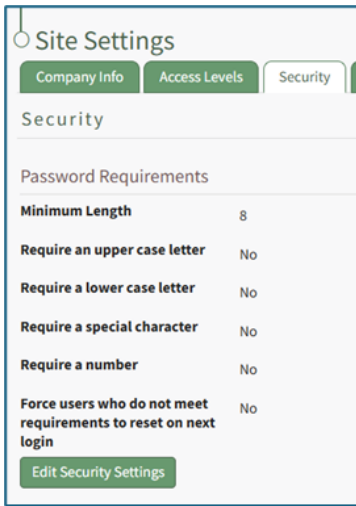 Site Settings
Company Info
Access Levels
Security
Security
Password Requirements
Minimum Length
8
Require an upper case letter
No
Require a lower case letter
No
Require a special character
No
Require a number
No
Force users who do not meet
requirements to reset on next
login
No
Edit Security Settings